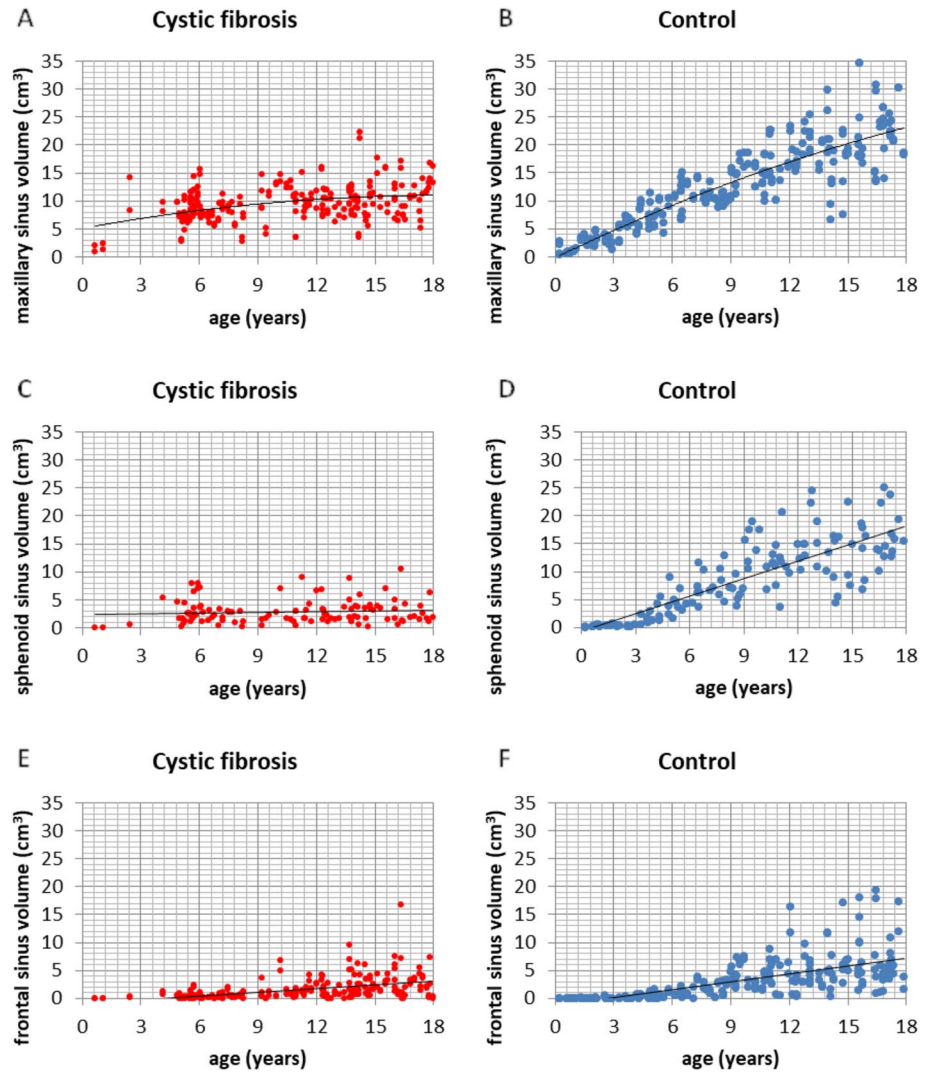 A Cystic fibrosis
B Control
maxillary sinus volume (cm³)
35
30
25
20
15
10
5
0
0 3 6 9 12 15 18
age (years)
maxillary sinus volume (cm³)
35
30
25
20
15
10
5
0
0 3 6 9 12 15 18
age (years)
C Cystic fibrosis
D Control
sphenoid sinus volume (cm³)
35
30
25
20
15
10
5
0
0 3 6 9 12 15 18
age (years)
sphenoid sinus volume (cm³)
35
30
25
20
15
10
5
0
0 3 6 9 12 15 18
age (years)
E Cystic fibrosis
F Control
frontal sinus volume (cm³)
35
30
25
20
15
10
5
0
0 3 6 9 12 15 18
age (years)
frontal sinus volume (cm³)
35
30
25
20
15
10
5
0
0 3 6 9 12 15 18
age (years)